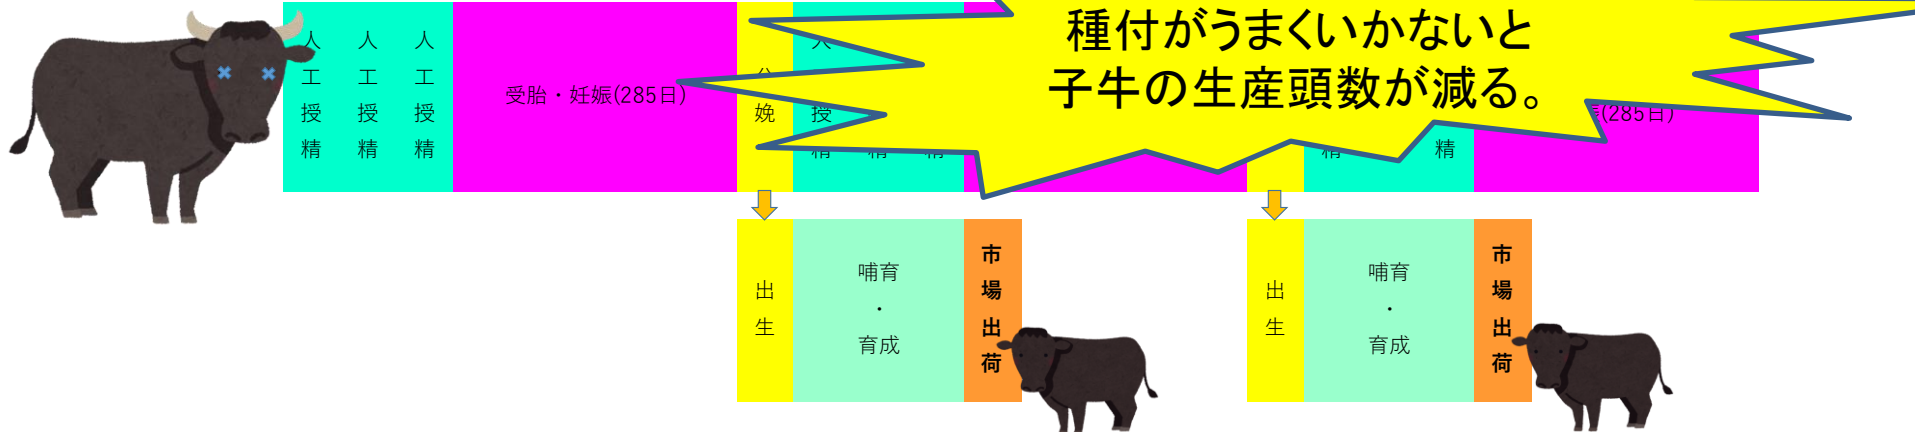 種付がうまくいかないと
子牛の生産頭数が減る。
人工授精
人工授精
人工授精
受胎・妊娠(285日)
娩
授
精
精
(285日)
出生
哺育
・
育成
市場出荷
出生
哺育
・
育成
市場出荷